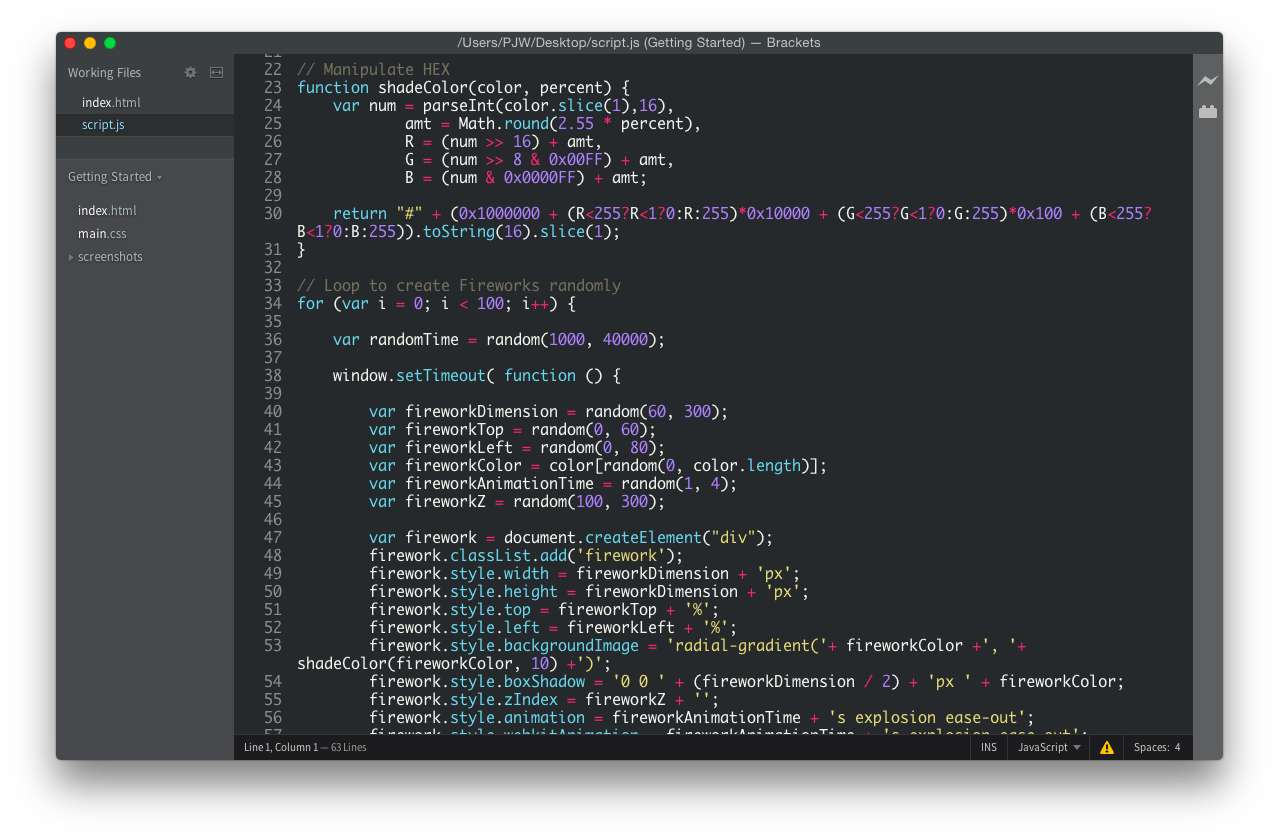 /Users/PJW/Desktop/script.js (Getting Started) — Brackets
Working Files
index.html
script.js
Getting Started
index.html
main.css
screenshots
21
22 // Manipulate HEX
23 function shadeColor(color, percent) {
24     var num = parseInt(color.slice(1),16),
25             amt = Math.round(2.55 * percent),
26             R = (num >> 16) + amt,
27             G = (num >> 8 & 0x00FF) + amt,
28             B = (num & 0x0000FF) + amt;
29
30     return "#" + (0x1000000 + (R<255?R<1?0:R:255)*0x10000 + (G<255?G<1?0:G:255)*0x100 + (B<255?
B<1?0:B:255)).toString(16).slice(1);
31 }
32
33 // Loop to create Fireworks randomly
34 for (var i = 0; i < 100; i++) {
35
36     var randomTime = random(1000, 40000);
37
38     window.setTimeout( function () {
39
40         var fireworkDimension = random(60, 300);
41         var fireworkTop = random(0, 60);
42         var fireworkLeft = random(0, 80);
43         var fireworkColor = color[random(0, color.length)];
44         var fireworkAnimationTime = random(1, 4);
45         var fireworkZ = random(100, 300);
46
47         var firework = document.createElement("div");
48         firework.classList.add('firework');
49         firework.style.width = fireworkDimension + 'px';
50         firework.style.height = fireworkDimension + 'px';
51         firework.style.top = fireworkTop + '%';
52         firework.style.left = fireworkLeft + '%';
53         firework.style.backgroundImage = 'radial-gradient('+ fireworkColor +', '+
shadeColor(fireworkColor, 10) +')';
54         firework.style.boxShadow = '0 0 ' + (fireworkDimension / 2) + 'px ' + fireworkColor;
55         firework.style.zIndex = fireworkZ + '';
56         firework.style.animation = fireworkAnimationTime + 's explosion ease-out';
57         firework.style.webkitAnimation = fireworkAnimationTime + 's explosion ease-out';
Line 1, Column 1 — 63 Lines
INS
JavaScript
Spaces: 4